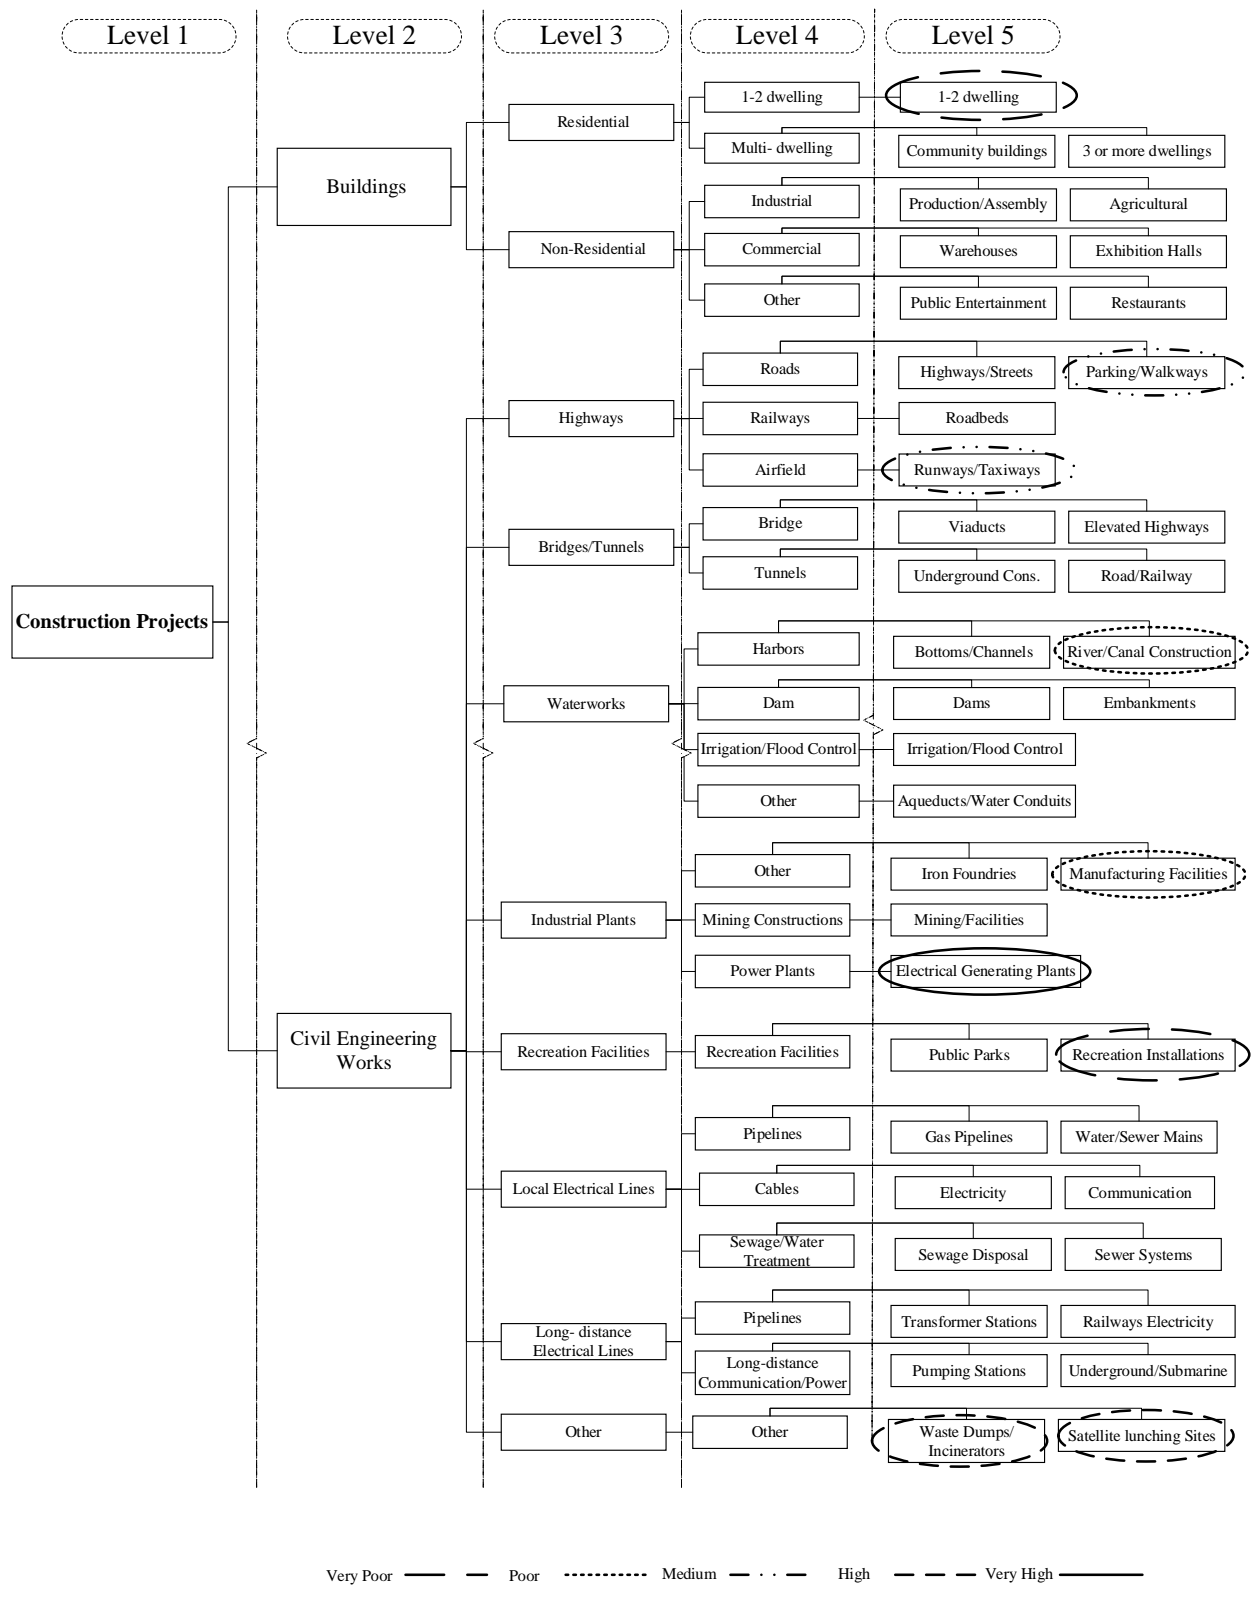 Level 1
Level 2
Level 3
Level 4
Level 5
1-2 dwelling
1-2 dwelling
Residential
Multi- dwelling
Community buildings
3 or more dwellings
Buildings
Industrial
Production/Assembly
Agricultural
Non-Residential
Commercial
Warehouses
Exhibition Halls
Other
Public Entertainment
Restaurants
Roads
Highways/Streets
Parking/Walkways
Highways
Railways
Roadbeds
Airfield
Runways/Taxiways
Bridge
Viaducts
Elevated Highways
Bridges/Tunnels
Tunnels
Underground Cons.
Road/Railway
Construction Projects
Harbors
Bottoms/Channels
River/Canal Construction
Waterworks
Dam
Dams
Embankments
Irrigation/Flood Control
Irrigation/Flood Control
Other
Aqueducts/Water Conduits
Other
Iron Foundries
Manufacturing Facilities
Industrial Plants
Mining Constructions
Mining/Facilities
Power Plants
Electrical Generating Plants
Civil Engineering
Works
Recreation Facilities
Recreation Facilities
Public Parks
Recreation Installations
Pipelines
Gas Pipelines
Water/Sewer Mains
Local Electrical Lines
Cables
Electricity
Communication
Sewage/Water
Treatment
Sewage Disposal
Sewer Systems
Pipelines
Transformer Stations
Railways Electricity
Long- distance
Electrical Lines
Long-distance
Communication/Power
Pumping Stations
Underground/Submarine
Other
Other
Waste Dumps/
Incinerators
Satellite lunching Sites
Very Poor
Poor
Medium
High
Very High